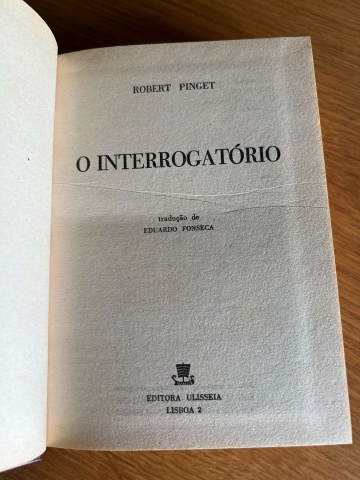 ROBERT PINGET
O INTERROGATÓRIO
tradução de
EDUARDO FONSECA
EDITORA ULISSEIA
LISBOA 2